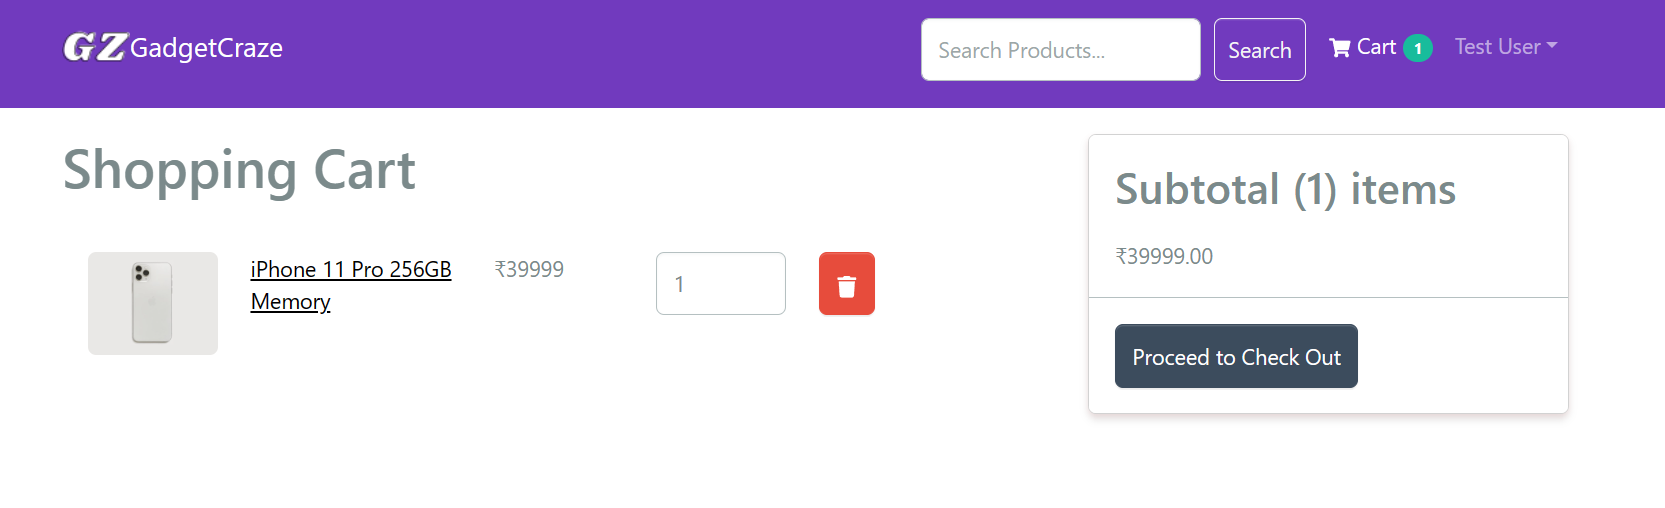 GZ GadgetCraze
Search Products...
Search
Cart 1
Test User
Shopping Cart
iPhone 11 Pro 256GB
Memory
₹39999
1
Subtotal (1) items
₹39999.00
Proceed to Check Out